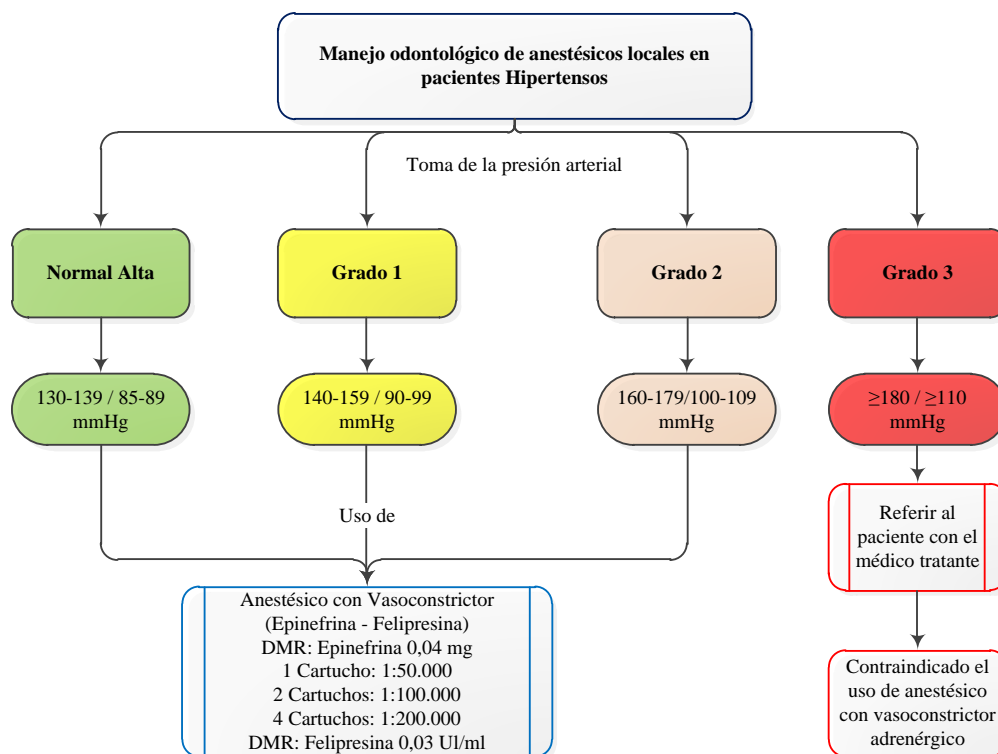 Manejo odontológico de anestésicos locales en
pacientes Hipertensos
Toma de la presión arterial
Normal Alta
Grado 1
Grado 2
Grado 3
130-139 / 85-89
mmHg
140-159 / 90-99
mmHg
160-179/100-109
mmHg
≥180 / ≥110
mmHg
Uso de
Referir al
paciente con el
médico tratante
Anestésico con Vasoconstrictor
(Epinefrina - Felipresina)
DMR: Epinefrina 0,04 mg
1 Cartucho: 1:50.000
2 Cartuchos: 1:100.000
4 Cartuchos: 1:200.000
DMR: Felipresina 0,03 Ul/ml
Contraindicado el
uso de anestésico
con vasoconstrictor
adrenérgico